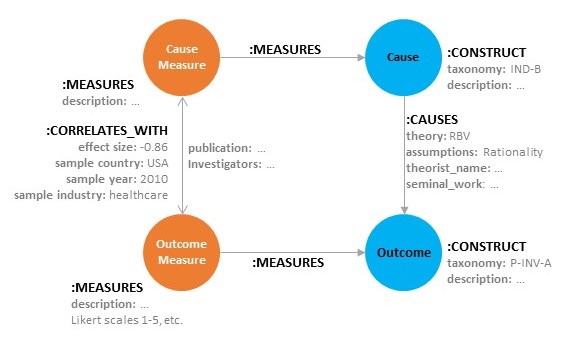 Cause
Measure
:MEASURES
Cause
:CONSTRUCT
taxonomy: IND-B
description: ...
:MEASURES
description: ...
:CORRELATES_WITH
effect size: -0.86
sample country: USA
sample year: 2010
sample industry: healthcare
publication: ...
Investigators: ...
:CAUSES
theory: RBV
assumptions: Rationality
theorist_name: ...
seminal_work: ...
Outcome
Measure
:MEASURES
Outcome
:CONSTRUCT
taxonomy: P-INV-A
description: ...
:MEASURES
description: ...
Likert scales 1-5, etc.